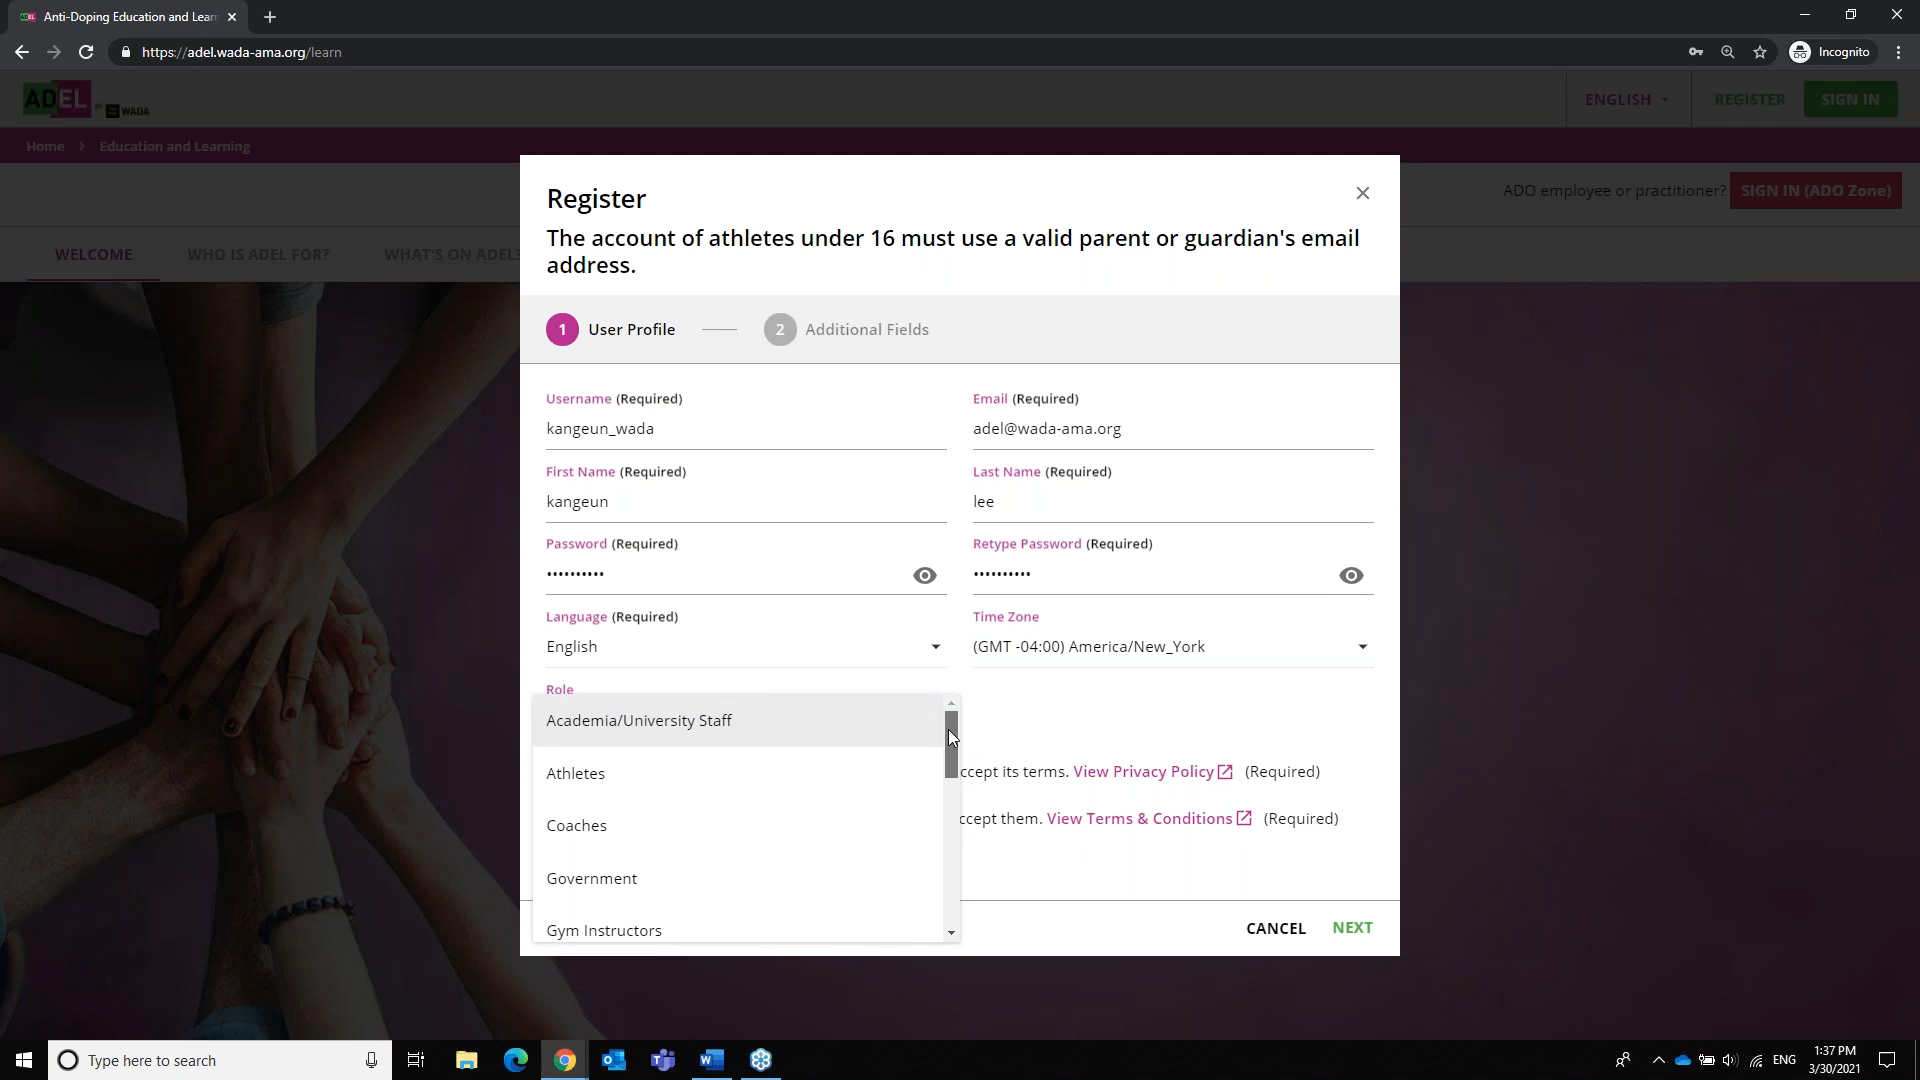 Anti-Doping Education and Lear
https://adel.wada-ama.org/learn
Incognito
ADEL WADA
ENGLISH
REGISTER
SIGN IN
Home > Education and Learning
ADO employee or practitioner?
SIGN IN (ADO Zone)
WELCOME
WHO IS ADEL FOR?
WHAT'S ON ADEL?
Register
The account of athletes under 16 must use a valid parent or guardian's email
address.
1 User Profile
2 Additional Fields
Username (Required)
kangeun_wada
Email (Required)
adel@wada-ama.org
First Name (Required)
kangeun
Last Name (Required)
lee
Password (Required)
••••••••••
Retype Password (Required)
••••••••••
Language (Required)
English
Time Zone
(GMT -04:00) America/New_York
Role
Academia/University Staff
Athletes
Coaches
Government
Gym Instructors
ccept its terms. View Privacy Policy (Required)
ccept them. View Terms & Conditions (Required)
CANCEL
NEXT
Type here to search
ENG
1:37 PM
3/30/2021